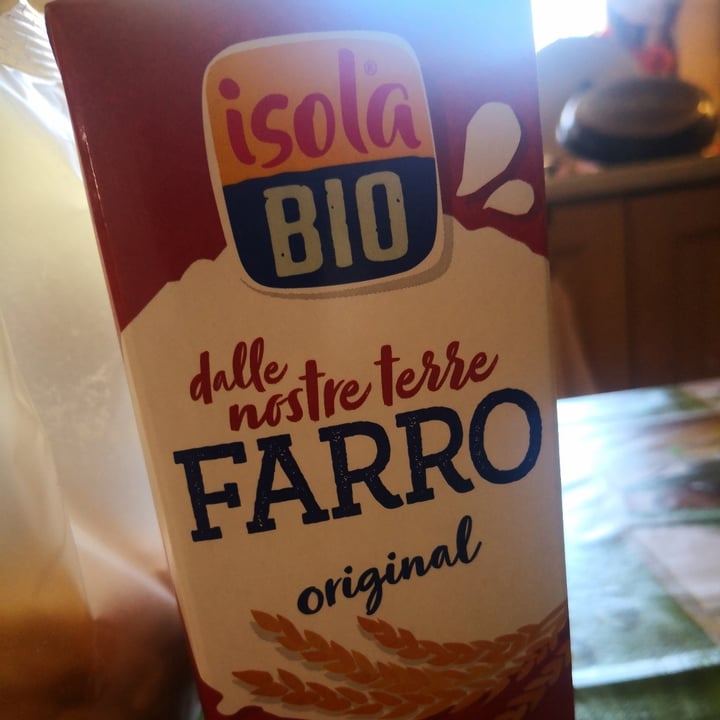 isola®
BIO
dalle
nostre terre
FARRO
original